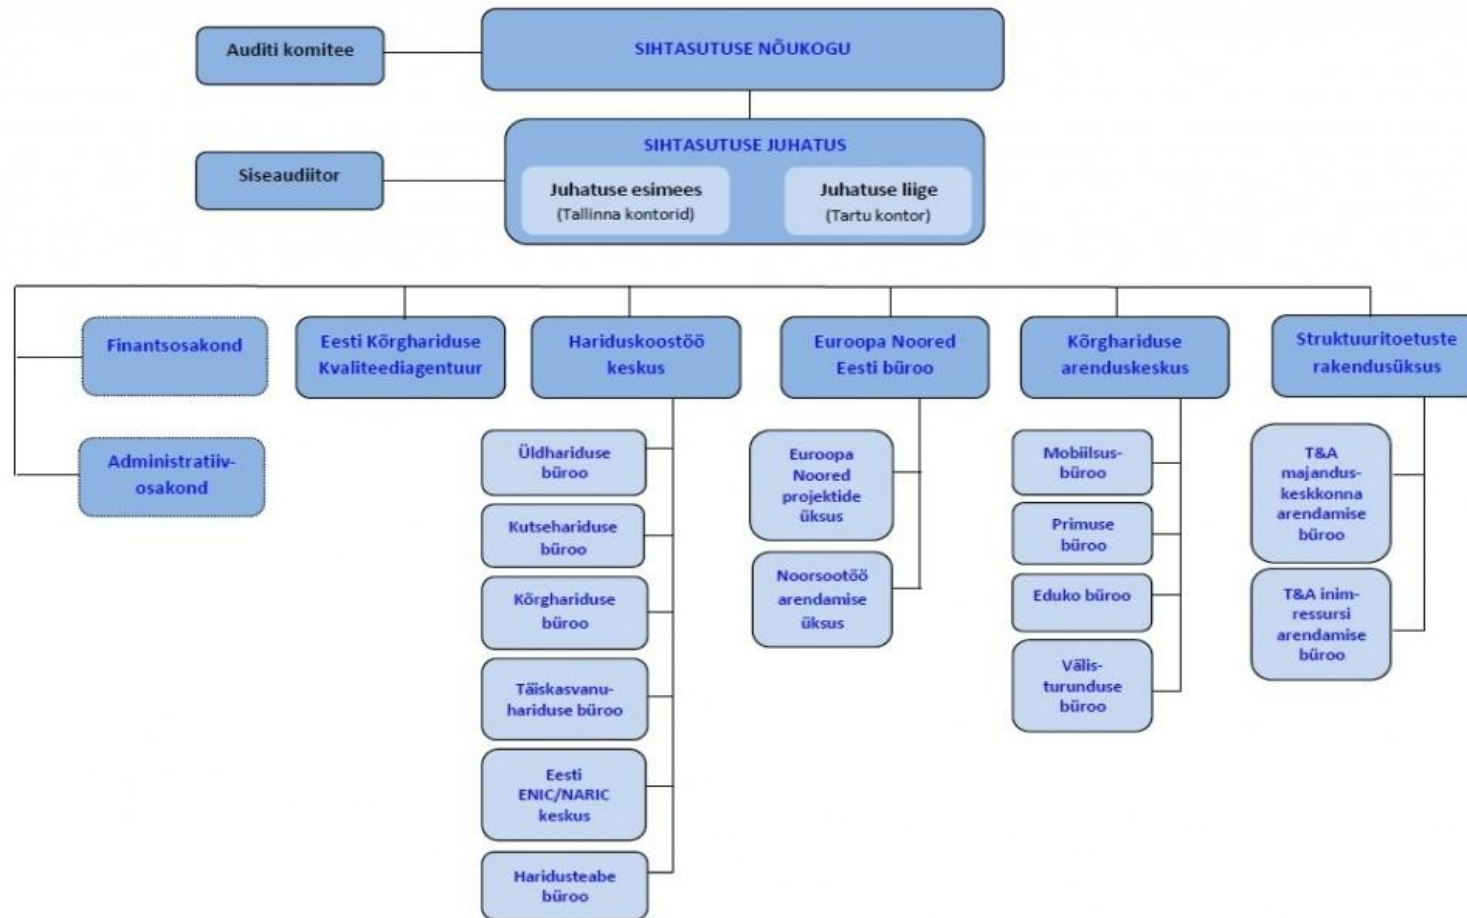 Auditi komitee
SIHTASUTUSE NÕUKOGU
Siseaudiitor
SIHTASUTUSE JUHATUS
Juhatuse esimees
(Tallinna kontorid)
Juhatuse liige
(Tartu kontor)
Finantsosakond
Administratiiv-
osakond
Eesti Kõrghariduse
Kvaliteediagentuur
Hariduskoostöö
keskus
Üldhariduse
büroo
Kutsehariduse
büroo
Kõrghariduse
büroo
Täiskasvanu-
hariduse büroo
Eesti
ENIC/NARIC
keskus
Haridusteabe
büroo
Euroopa Noored
Eesti büroo
Euroopa
Noored
projektide
üksus
Noorsootöö
arendamise
üksus
Kõrghariduse
arenduskeskus
Mobiilsus-
büroo
Primuse
büroo
Eduko büroo
Välis-
turunduse
büroo
Struktuuritoetuste
rakendusüksus
T&A
majandus-
keskkonna
arendamise
büroo
T&A inim-
ressursi
arendamise
büroo